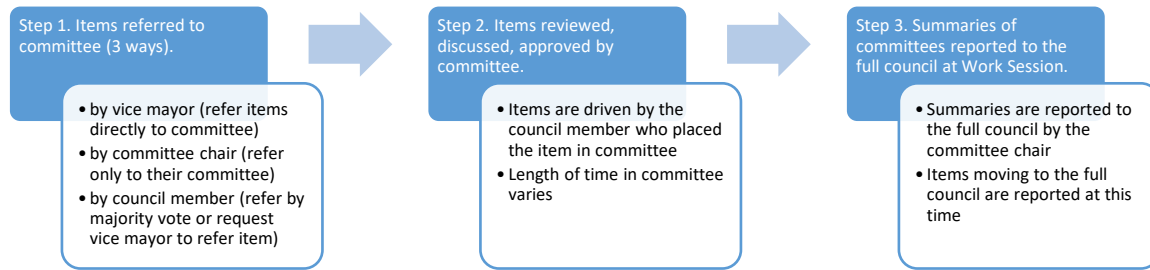 Step 1. Items referred to
committee (3 ways).
• by vice mayor (refer items
directly to committee)
• by committee chair (refer
only to their committee)
• by council member (refer by
majority vote or request
vice mayor to refer item)
Step 2. Items reviewed,
discussed, approved by
committee.
• Items are driven by the
council member who placed
the item in committee
• Length of time in committee
varies
Step 3. Summaries of
committees reported to the
full council at Work Session.
• Summaries are reported to
the full council by the
committee chair
• Items moving to the full
council are reported at this
time